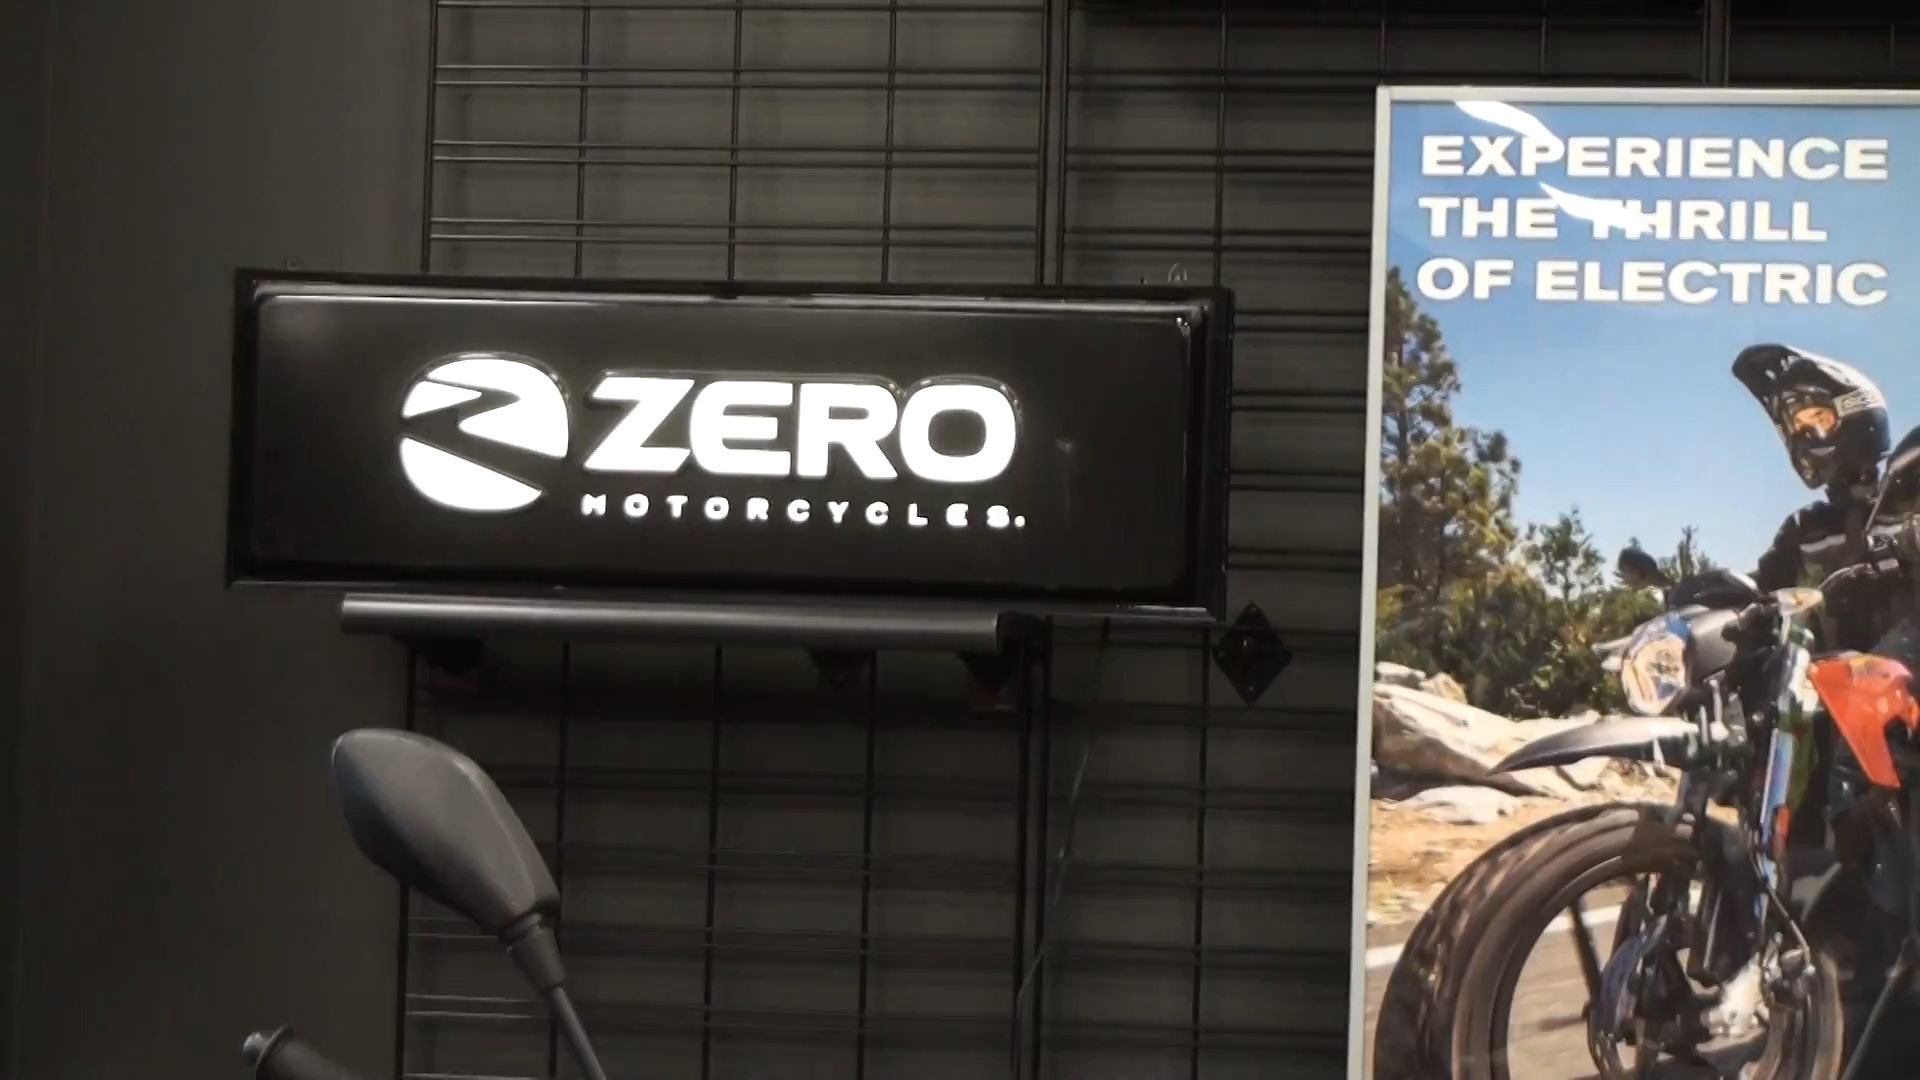 ZERO
MOTORCYCLES.
EXPERIENCE
THE THRILL
OF ELECTRIC